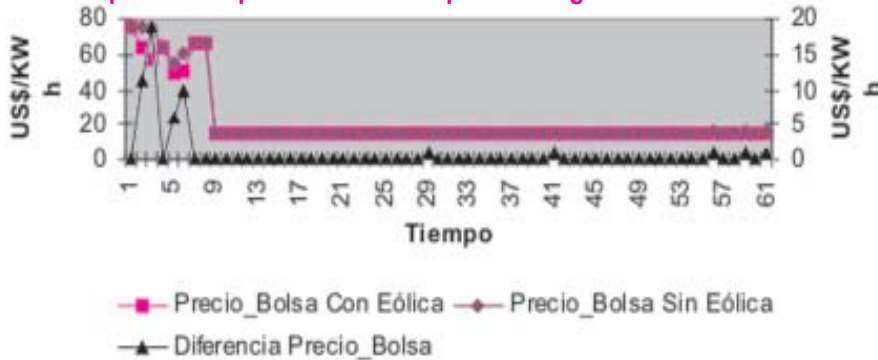 80
60
40
20
0
US$/KW
h
20
15
10
5
0
US$/KW
h
1 5 9 13 17 21 25 29 33 37 41 45 49 53 57 61
Tiempo
Precio_Bolsa Con Eólica
Precio_Bolsa Sin Eólica
Diferencia Precio_Bolsa